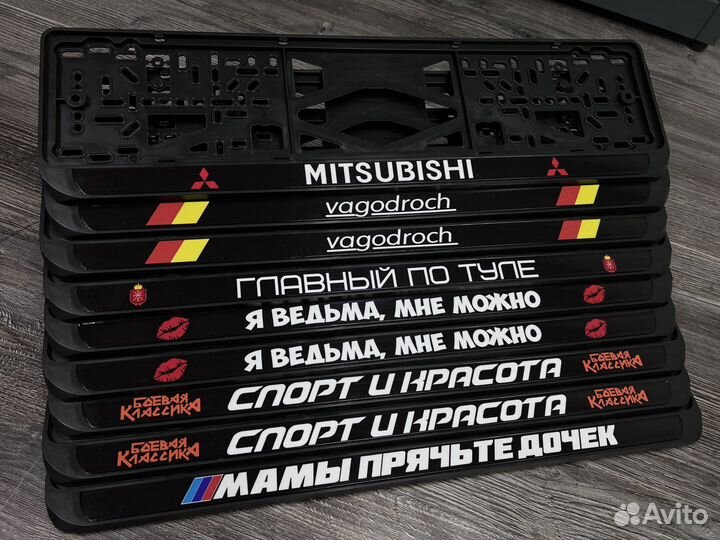 MITSUBISHI
vagodroch
vagodroch
ГЛАВНЫЙ ПО ТУЛЕ
Я ВЕДЬМА, МНЕ МОЖНО
Я ВЕДЬМА, МНЕ МОЖНО
БОЕВАЯ КЛАССИКА СПОРТ И КРАСОТА БОЕВАЯ КЛАССИКА
БОЕВАЯ КЛАССИКА СПОРТ И КРАСОТА БОЕВАЯ КЛАССИКА
МАМЫ ПРЯЧЬТЕ ДОЧЕК
Avito